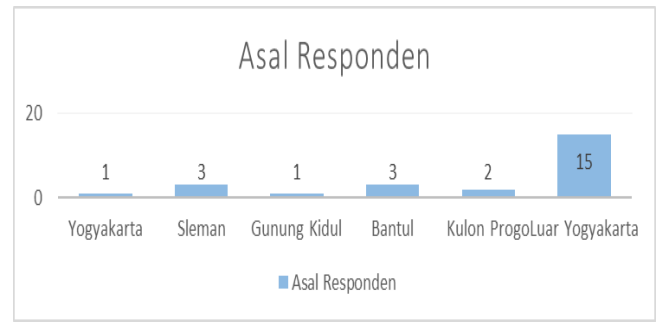 Asal Responden
20
1 3 1 3 2 15
0
Yogyakarta Sleman Gunung Kidul Bantul Kulon Progo Luar Yogyakarta
Asal Responden